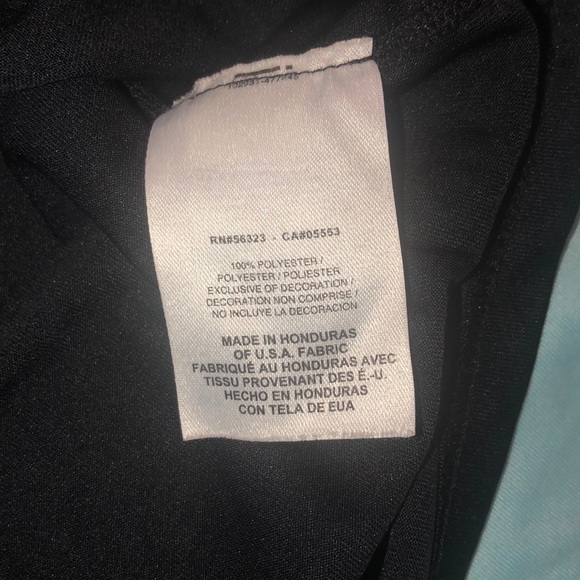 RN#56323 - CA#05553
100% POLYESTER /
POLYESTER / POLIESTER
EXCLUSIVE OF DECORATION /
DECORATION NON COMPRISE /
NO INCLUYE LA DECORACION
MADE IN HONDURAS
OF U.S.A. FABRIC
FABRIQUÉ AU HONDURAS AVEC
TISSU PROVENANT DES É.-U.
HECHO EN HONDURAS
CON TELA DE EUA